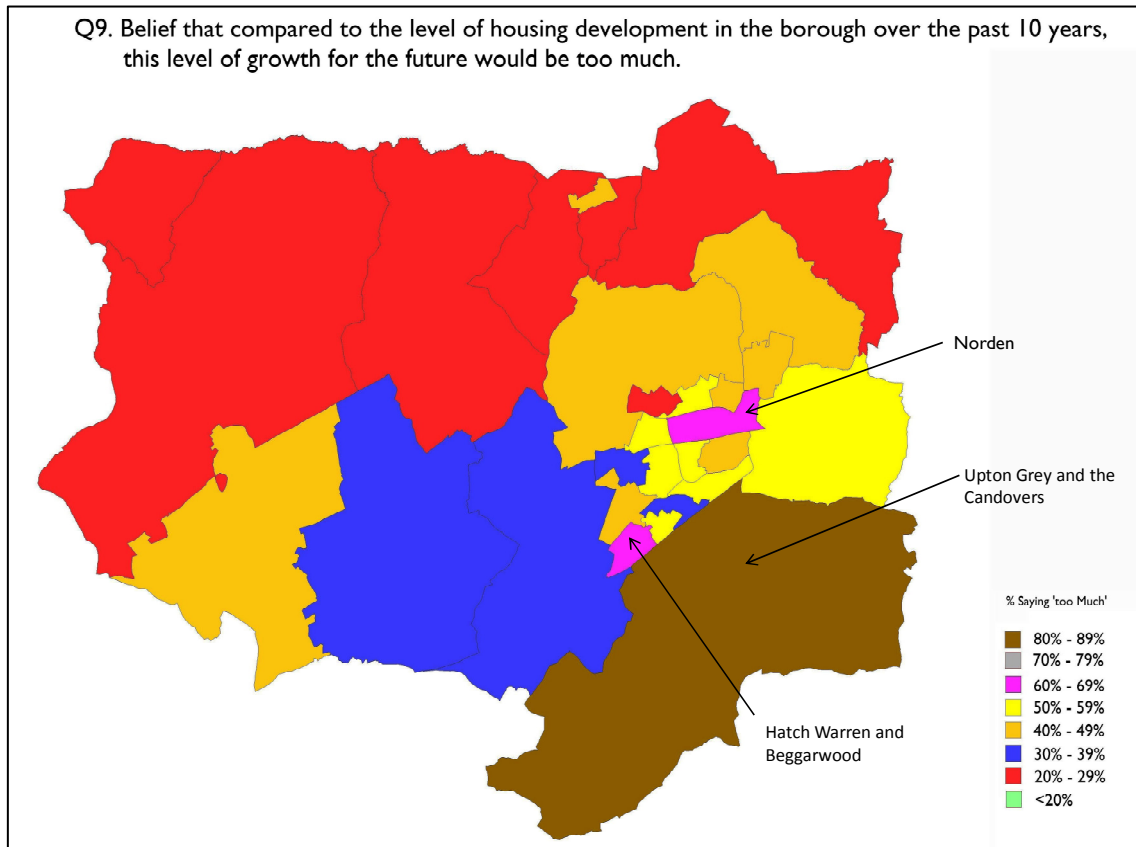 Q9. Belief that compared to the level of housing development in the borough over the past 10 years,
this level of growth for the future would be too much.
Norden
Upton Grey and the
Candovers
Hatch Warren and
Beggarwood
% Saying 'too Much'
80% - 89%
70% - 79%
60% - 69%
50% - 59%
40% - 49%
30% - 39%
20% - 29%
<20%